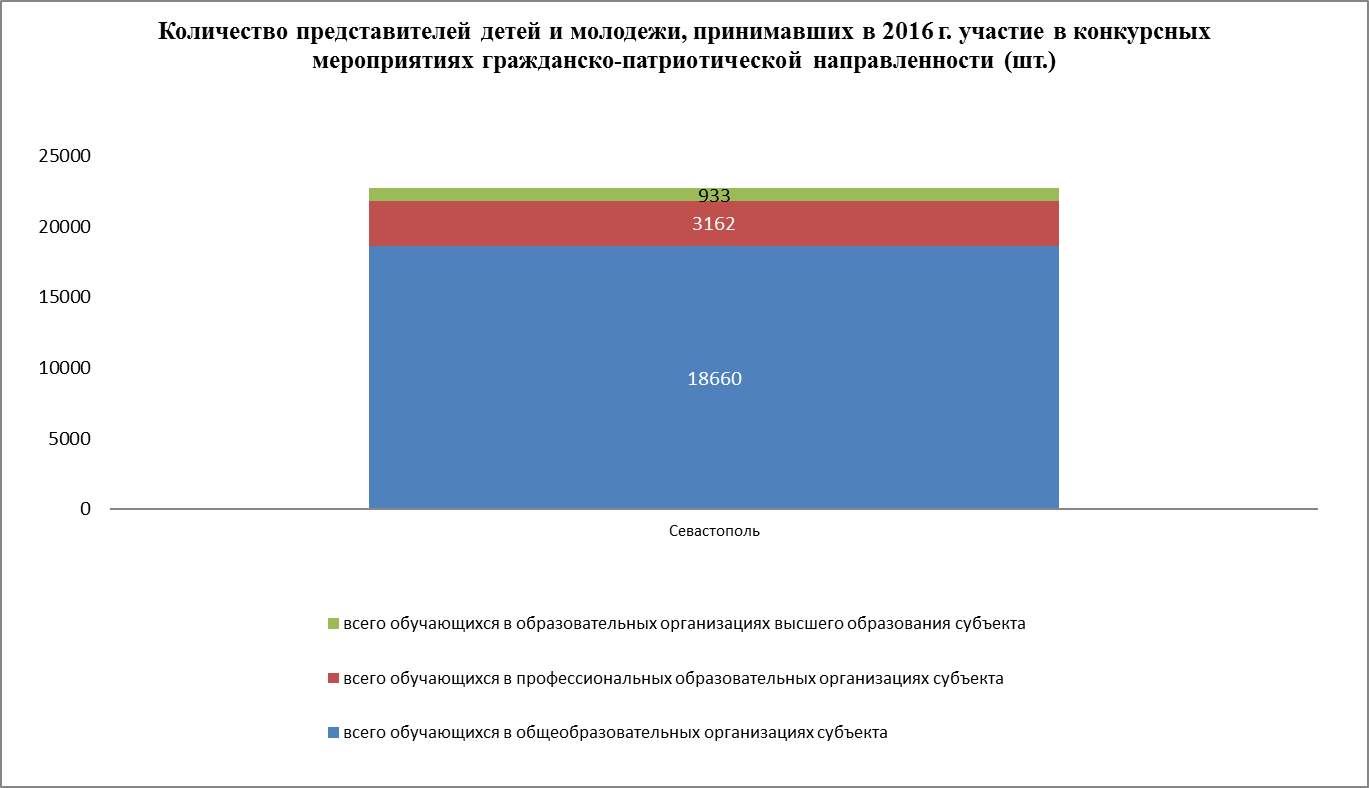 Количество представителей детей и молодежи, принимавших в 2016 г. участие в конкурсных
мероприятиях гражданско-патриотической направленности (шт.)
25000
20000
15000
10000
5000
0
933
3162
18660
Севастополь
всего обучающихся в образовательных организациях высшего образования субъекта
всего обучающихся в профессиональных образовательных организациях субъекта
всего обучающихся в общеобразовательных организациях субъекта